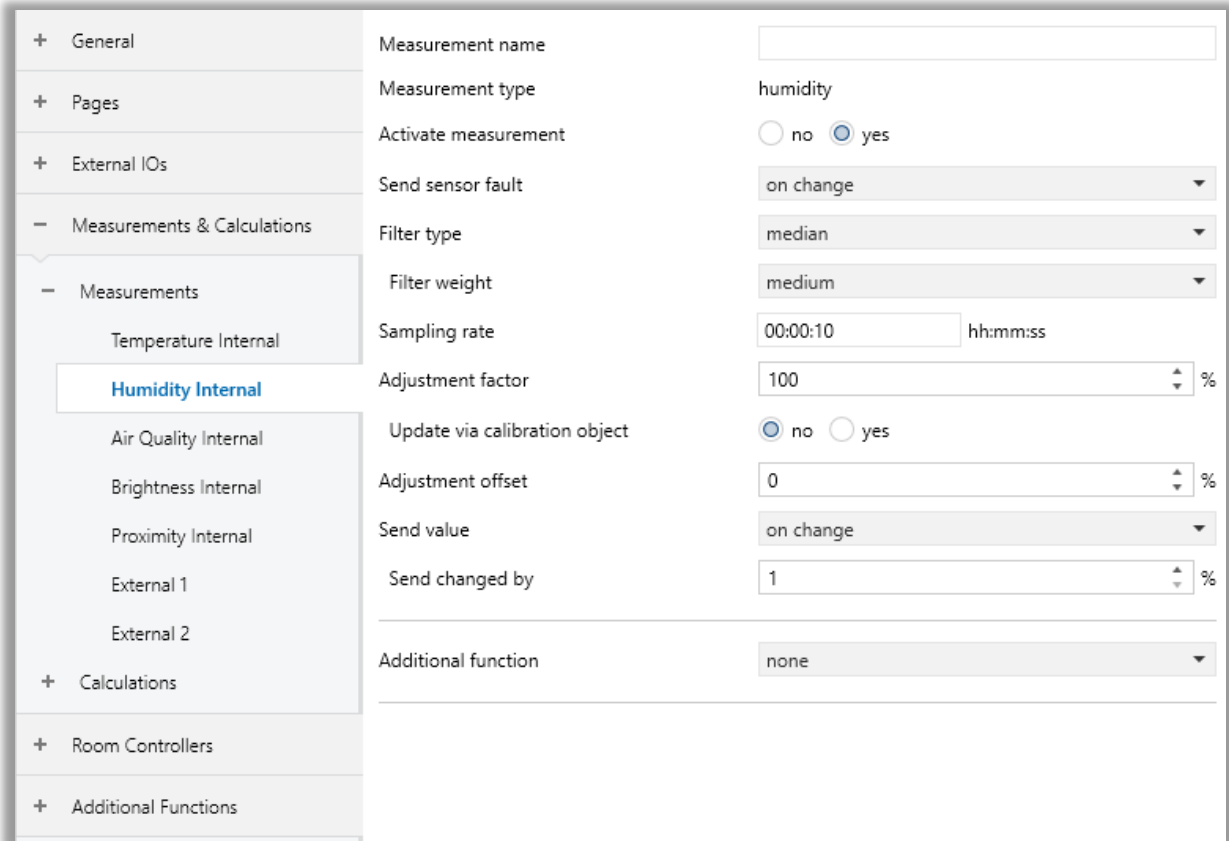 General
Pages
External IOs
Measurements & Calculations
Measurements
Temperature Internal
Humidity Internal
Air Quality Internal
Brightness Internal
Proximity Internal
External 1
External 2
Calculations
Room Controllers
Additional Functions
Measurement name
Measurement type humidity
Activate measurement no yes
Send sensor fault on change
Filter type median
Filter weight medium
Sampling rate 00:00:10 hh:mm:ss
Adjustment factor 100 %
Update via calibration object no yes
Adjustment offset 0 %
Send value on change
Send changed by 1 %
Additional function none